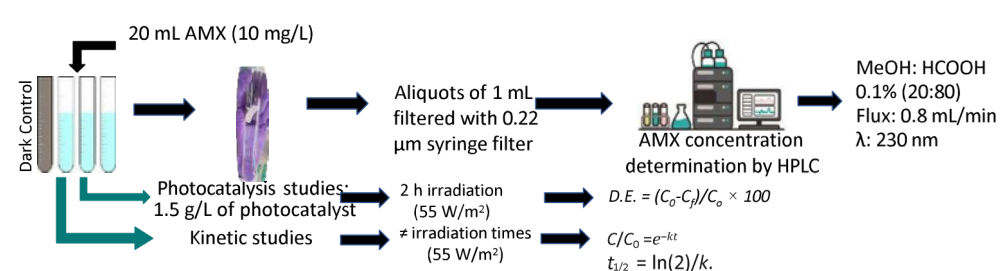 20 mL AMX (10 mg/L)
Dark Control
Aliquots of 1 mL
filtered with 0.22
µm syringe filter
AMX concentration
determination by HPLC
MeOH: HCOOH
0.1% (20:80)
Flux: 0.8 mL/min
λ: 230 nm
Photocatalysis studies:
1.5 g/L of photocatalyst
2 h irradiation
(55 W/m²)
D.E. = (C₀-C_f)/Cₒ × 100
Kinetic studies
≠ irradiation times
(55 W/m²)
C/C₀ =e⁻ᵏᵗ
t₁/₂ = ln(2)/k.